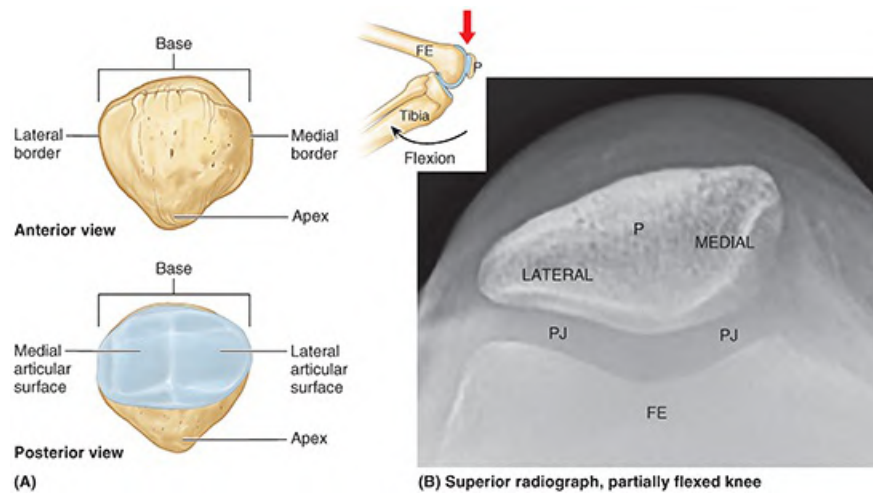 Base
Lateral
border
Medial
border
Apex
Anterior view
Base
Medial
articular
surface
Lateral
articular
surface
Apex
Posterior view
(A)
FE
P
Tibia
Flexion
P
MEDIAL
LATERAL
PJ
PJ
FE
(B) Superior radiograph, partially flexed knee